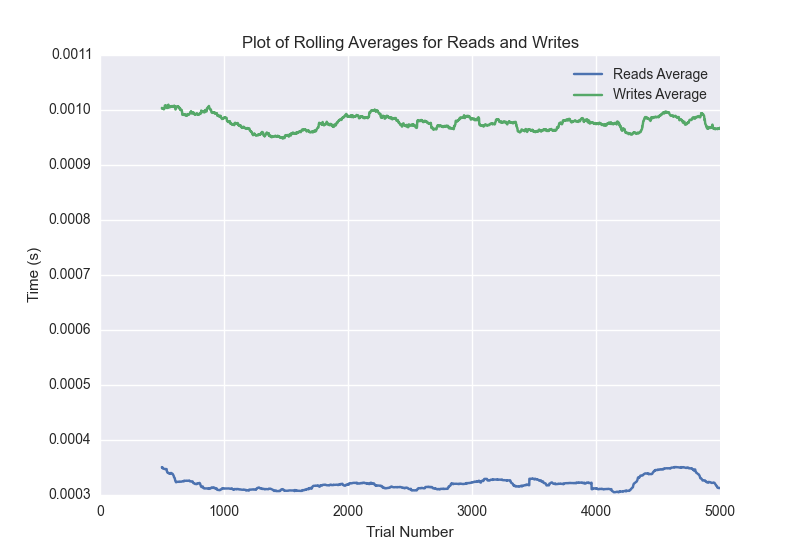 Plot of Rolling Averages for Reads and Writes
0.0011
0.0010
0.0009
0.0008
0.0007
0.0006
0.0005
0.0004
0.0003
Time (s)
Reads Average
Writes Average
0 1000 2000 3000 4000 5000
Trial Number